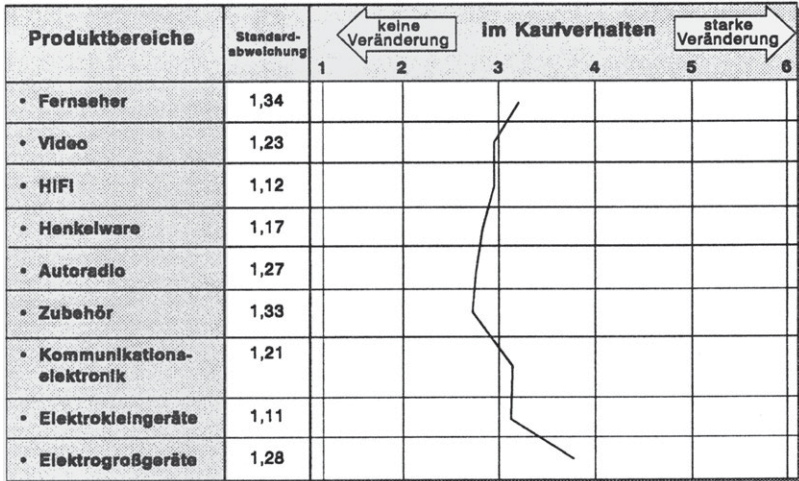 Produktbereiche
Standard-
abweichung
keine
Veränderung
im Kaufverhalten
starke
Veränderung
1 2 3 4 5 6
• Fernseher 1,34
• Video 1,23
• HiFi 1,12
• Henkelware 1,17
• Autoradio 1,27
• Zubehör 1,33
• Kommunikations-
elektronik 1,21
• Elektrokleingeräte 1,11
• Elektrogroßgeräte 1,28